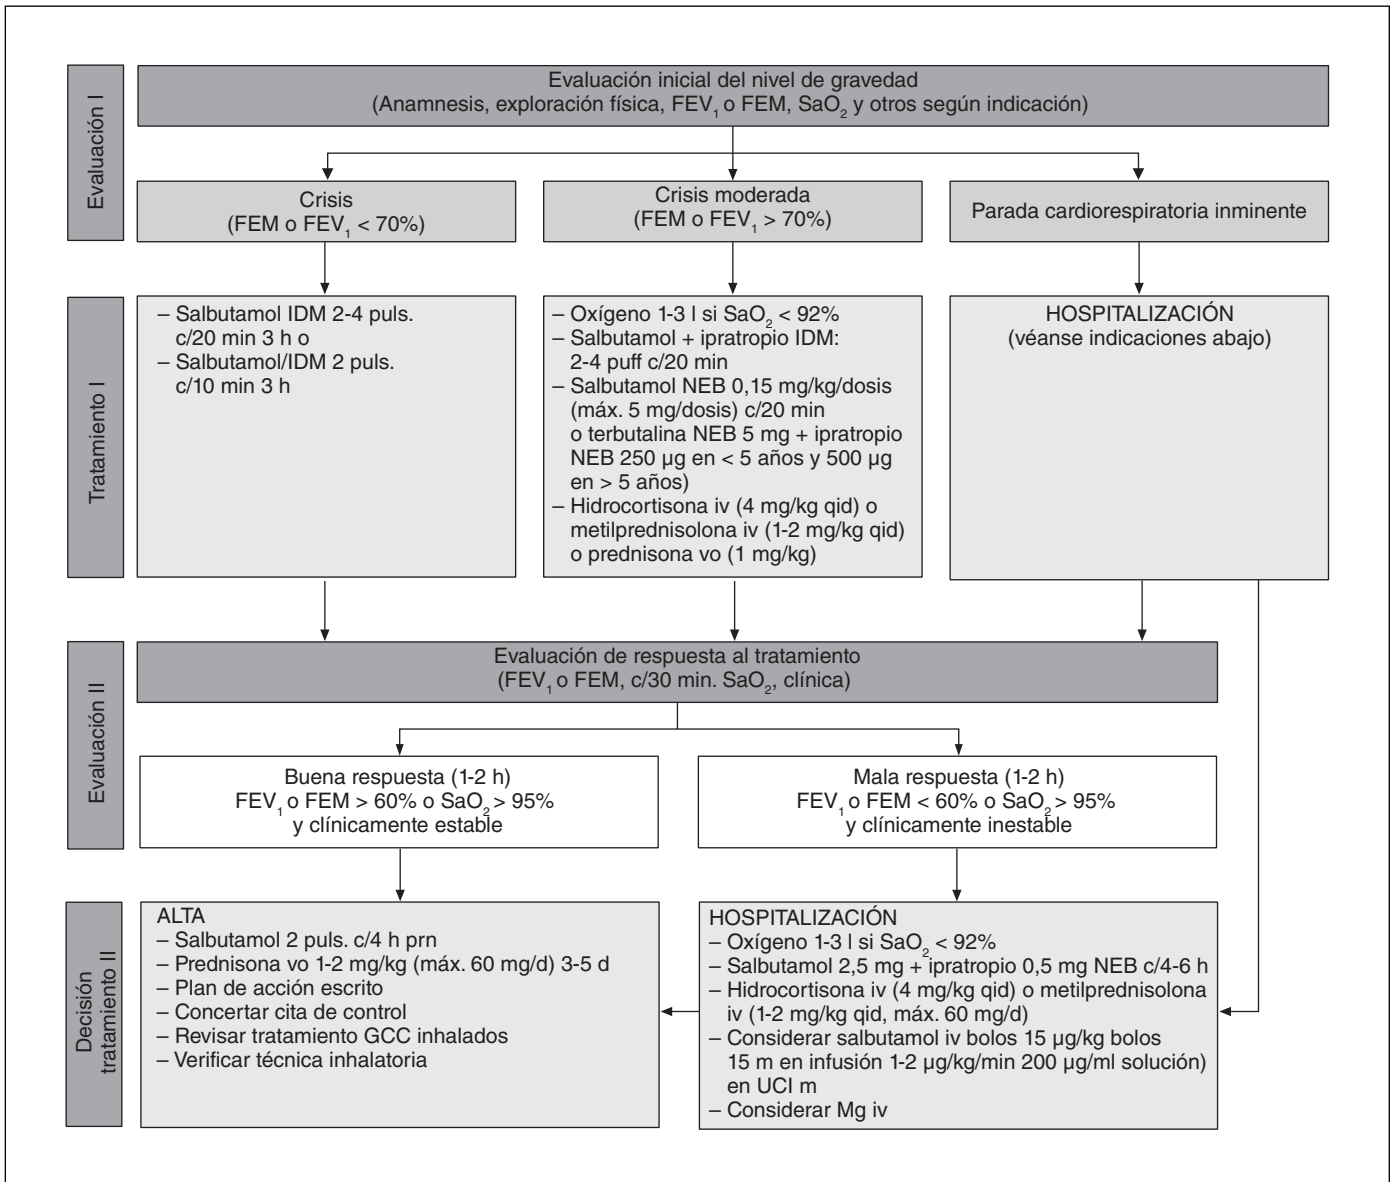 Evaluación I
Evaluación inicial del nivel de gravedad
(Anamnesis, exploración física, FEV₁ o FEM, SaO₂ y otros según indicación)
Crisis
(FEM o FEV₁ < 70%)
Crisis moderada
(FEM o FEV₁ > 70%)
Parada cardiorespiratoria inminente
Tratamiento I
– Salbutamol IDM 2-4 puls.
c/20 min 3 h o
– Salbutamol/IDM 2 puls.
c/10 min 3 h
– Oxígeno 1-3 l si SaO₂ < 92%
– Salbutamol + ipratropio IDM:
2-4 puff c/20 min
– Salbutamol NEB 0,15 mg/kg/dosis
(máx. 5 mg/dosis) c/20 min
o terbutalina NEB 5 mg + ipratropio
NEB 250 µg en < 5 años y 500 µg
en > 5 años)
– Hidrocortisona iv (4 mg/kg qid) o
metilprednisolona iv (1-2 mg/kg qid)
o prednisona vo (1 mg/kg)
HOSPITALIZACIÓN
(véanse indicaciones abajo)
Evaluación II
Evaluación de respuesta al tratamiento
(FEV₁ o FEM, c/30 min. SaO₂, clínica)
Buena respuesta (1-2 h)
FEV₁ o FEM > 60% o SaO₂ > 95%
y clínicamente estable
Mala respuesta (1-2 h)
FEV₁ o FEM < 60% o SaO₂ > 95%
y clínicamente inestable
Decisión
tratamiento II
ALTA
– Salbutamol 2 puls. c/4 h prn
– Prednisona vo 1-2 mg/kg (máx. 60 mg/d) 3-5 d
– Plan de acción escrito
– Concertar cita de control
– Revisar tratamiento GCC inhalados
– Verificar técnica inhalatoria
HOSPITALIZACIÓN
– Oxígeno 1-3 l si SaO₂ < 92%
– Salbutamol 2,5 mg + ipratropio 0,5 mg NEB c/4-6 h
– Hidrocortisona iv (4 mg/kg qid) o metilprednisolona
iv (1-2 mg/kg qid, máx. 60 mg/d)
– Considerar salbutamol iv bolos 15 µg/kg bolos
15 m en infusión 1-2 µg/kg/min 200 µg/ml solución)
en UCI m
– Considerar Mg iv